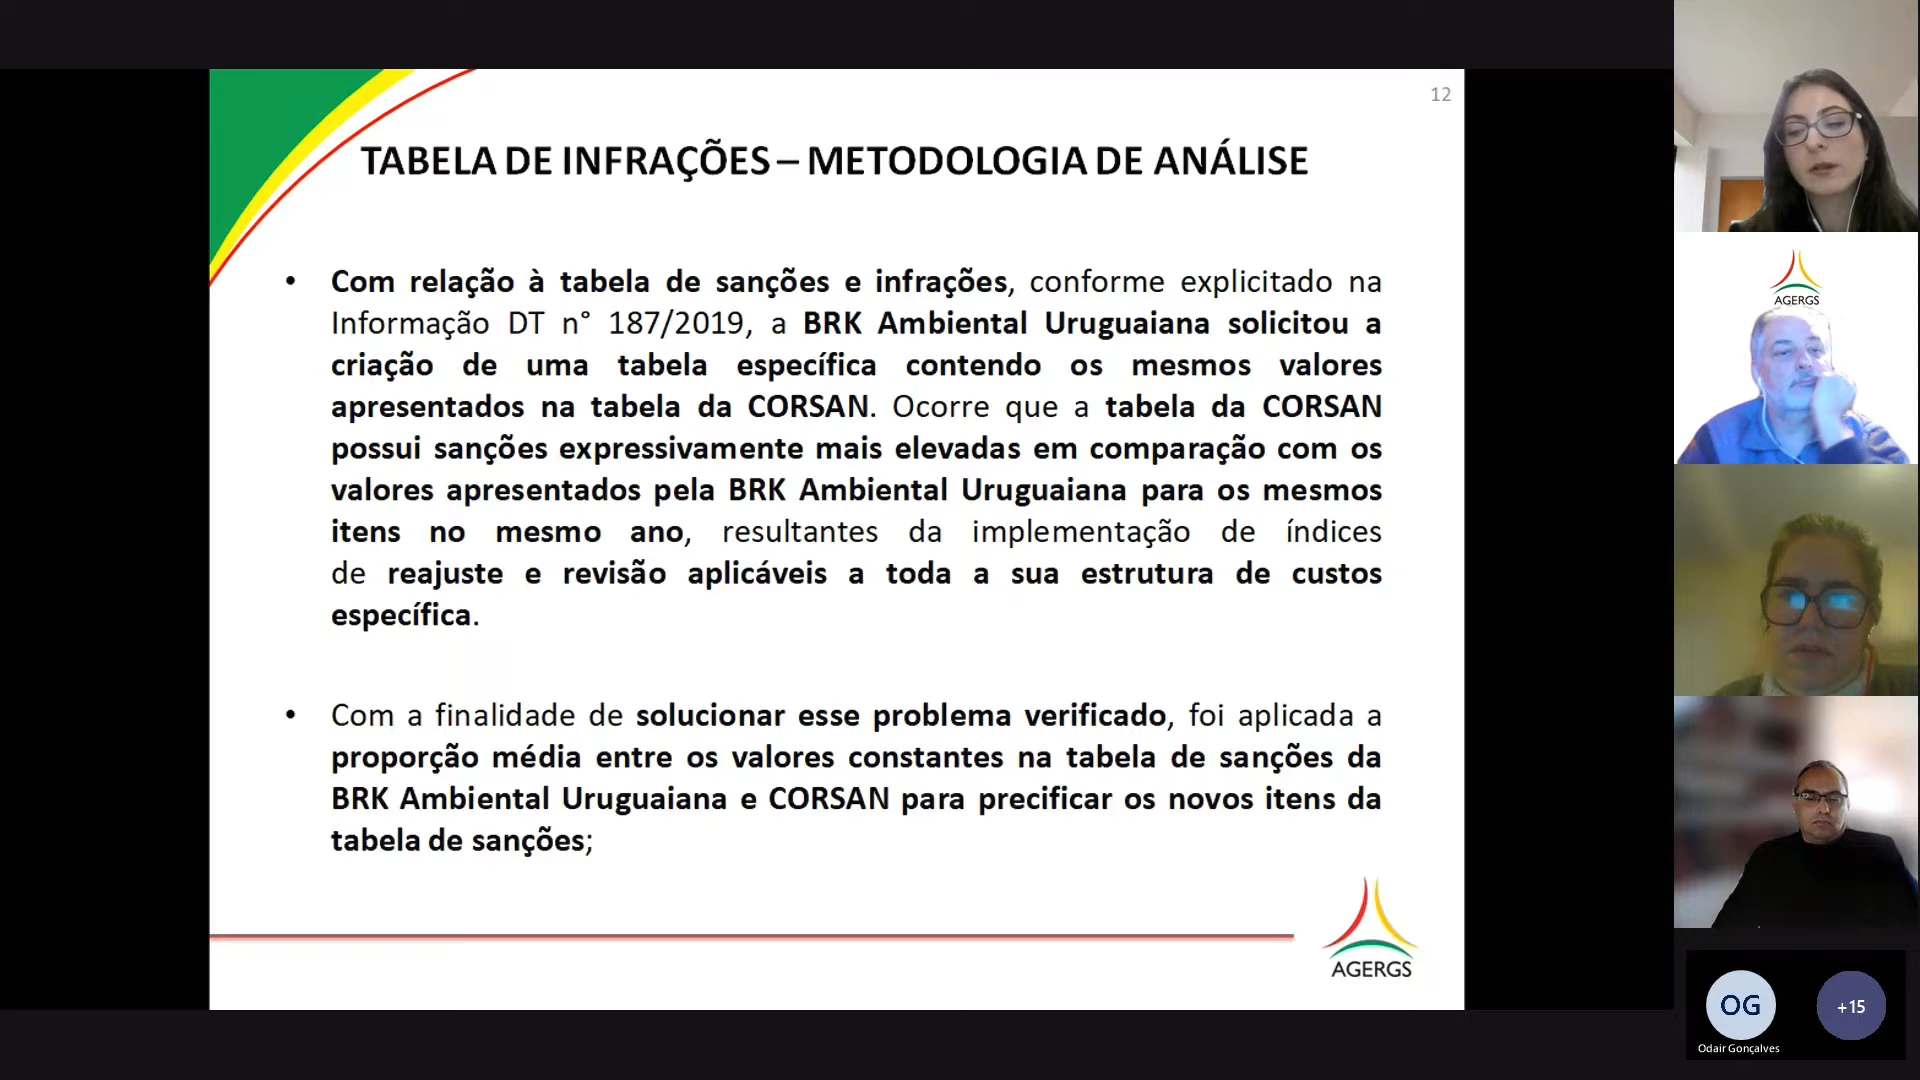 12
TABELA DE INFRAÇÕES – METODOLOGIA DE ANÁLISE
• Com relação à tabela de sanções e infrações, conforme explicitado na
Informação DT n° 187/2019, a BRK Ambiental Uruguaiana solicitou a
criação de uma tabela específica contendo os mesmos valores
apresentados na tabela da CORSAN. Ocorre que a tabela da CORSAN
possui sanções expressivamente mais elevadas em comparação com os
valores apresentados pela BRK Ambiental Uruguaiana para os mesmos
itens no mesmo ano, resultantes da implementação de índices
de reajuste e revisão aplicáveis a toda a sua estrutura de custos
específica.
• Com a finalidade de solucionar esse problema verificado, foi aplicada a
proporção média entre os valores constantes na tabela de sanções da
BRK Ambiental Uruguaiana e CORSAN para precificar os novos itens da
tabela de sanções;
AGERGS
AGERGS
OG
+15
Odair Gonçalves